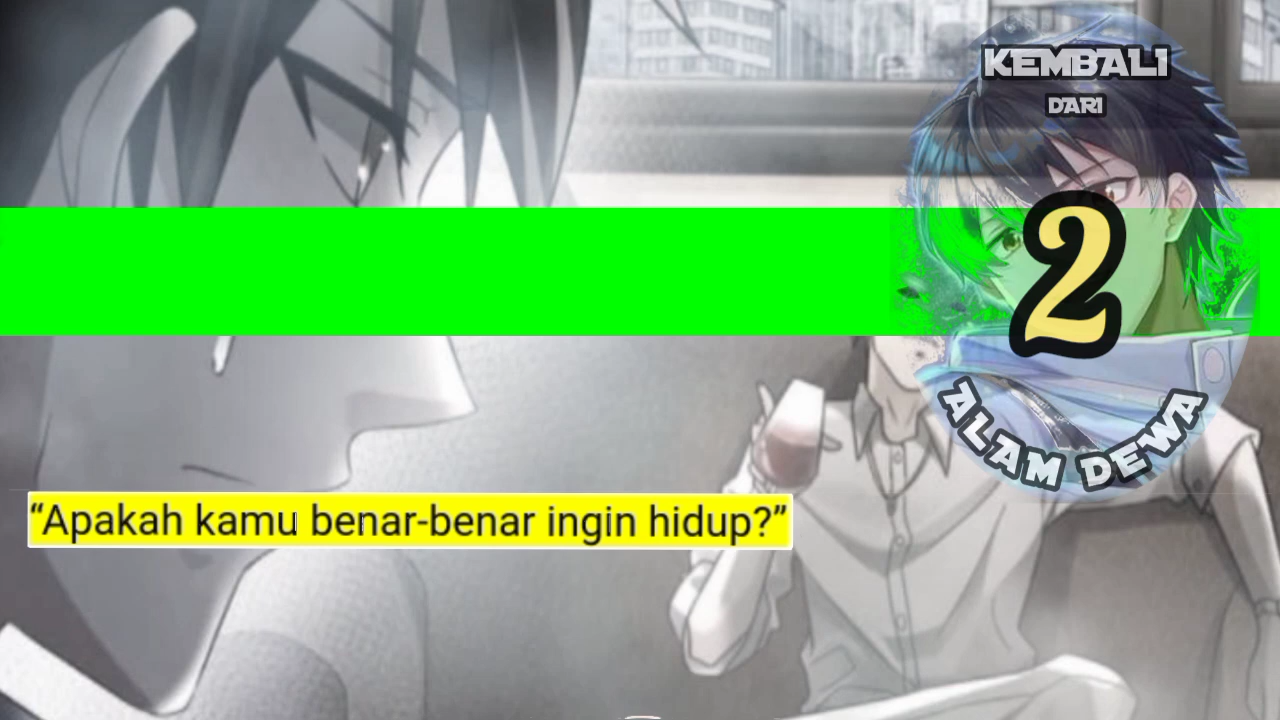 KEMBALI
DARI
2
ALAM DEWA
“Apakah kamu benar-benar ingin hidup?”